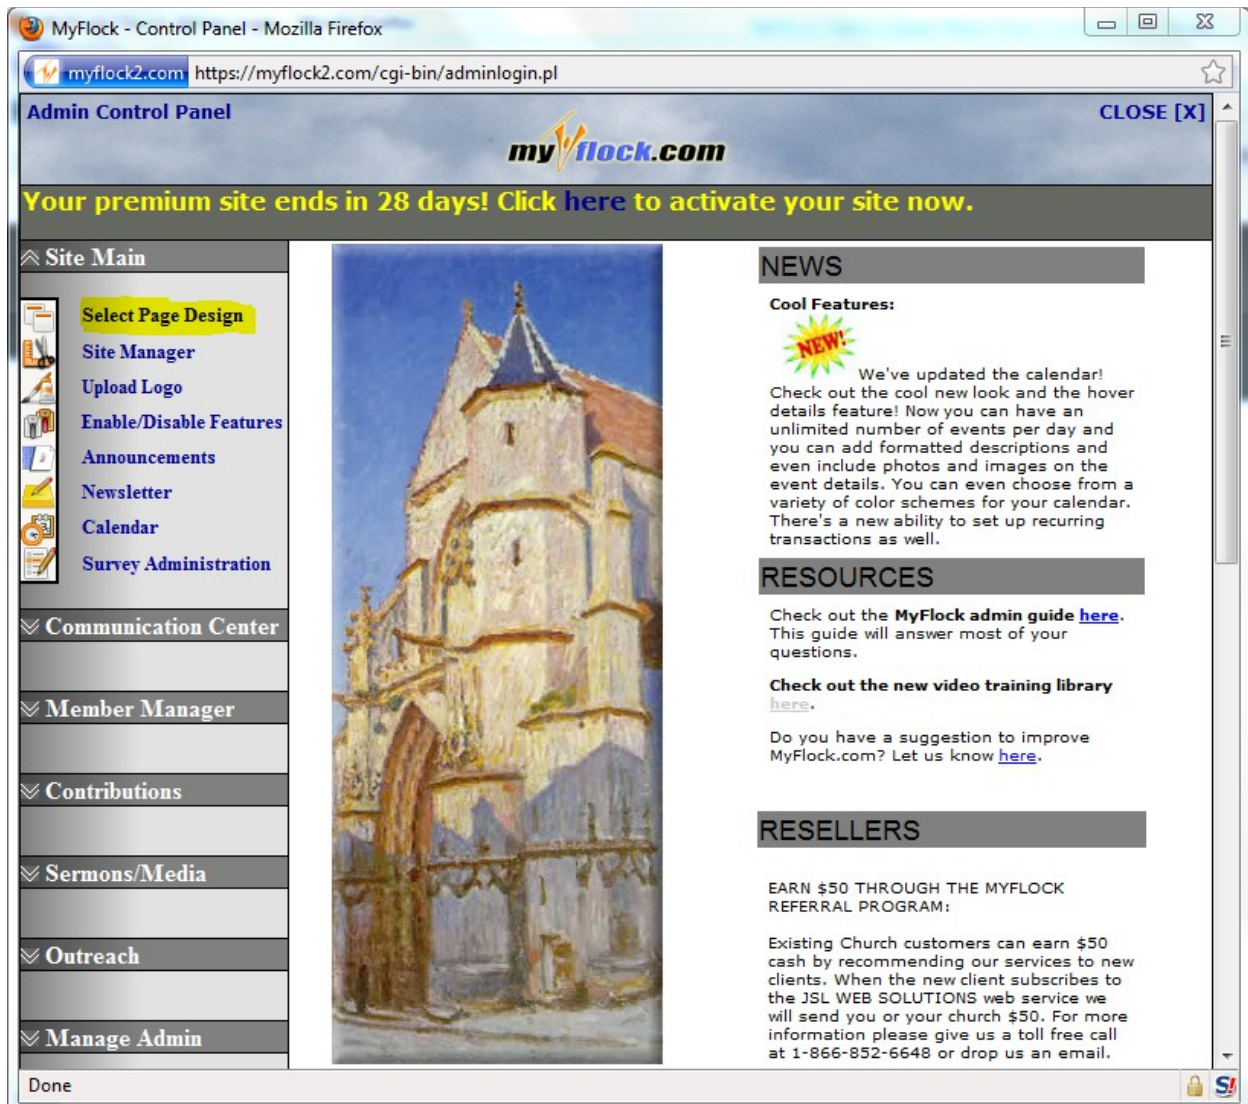 MyFlock - Control Panel - Mozilla Firefox
myflock2.com https://myflock2.com/cgi-bin/adminlogin.pl
Admin Control Panel
CLOSE [X]
myflock.com
Your premium site ends in 28 days! Click here to activate your site now.
Site Main
Select Page Design
Site Manager
Upload Logo
Enable/Disable Features
Announcements
Newsletter
Calendar
Survey Administration
Communication Center
Member Manager
Contributions
Sermons/Media
Outreach
Manage Admin
NEWS
Cool Features:
NEW!
We've updated the calendar!
Check out the cool new look and the hover
details feature! Now you can have an
unlimited number of events per day and
you can add formatted descriptions and
even include photos and images on the
event details. You can even choose from a
variety of color schemes for your calendar.
There's a new ability to set up recurring
transactions as well.
RESOURCES
Check out the MyFlock admin guide here.
This guide will answer most of your
questions.
Check out the new video training library
here.
Do you have a suggestion to improve
MyFlock.com? Let us know here.
RESELLERS
EARN $50 THROUGH THE MYFLOCK
REFERRAL PROGRAM:
Existing Church customers can earn $50
cash by recommending our services to new
clients. When the new client subscribes to
the JSL WEB SOLUTIONS web service we
will send you or your church $50. For more
information please give us a toll free call
at 1-866-852-6648 or drop us an email.
Done
S!